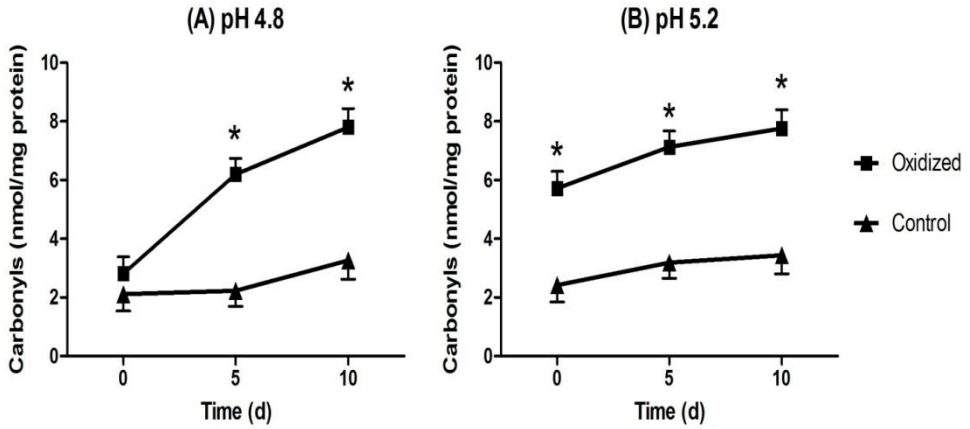 (A) pH 4.8
Carbonyls (nmol/mg protein)
10
8
6
4
2
0
*
*
0
5
10
Time (d)
(B) pH 5.2
Carbonyls (nmol/mg protein)
10
8
6
4
2
0
*
*
*
0
5
10
Time (d)
Oxidized
Control